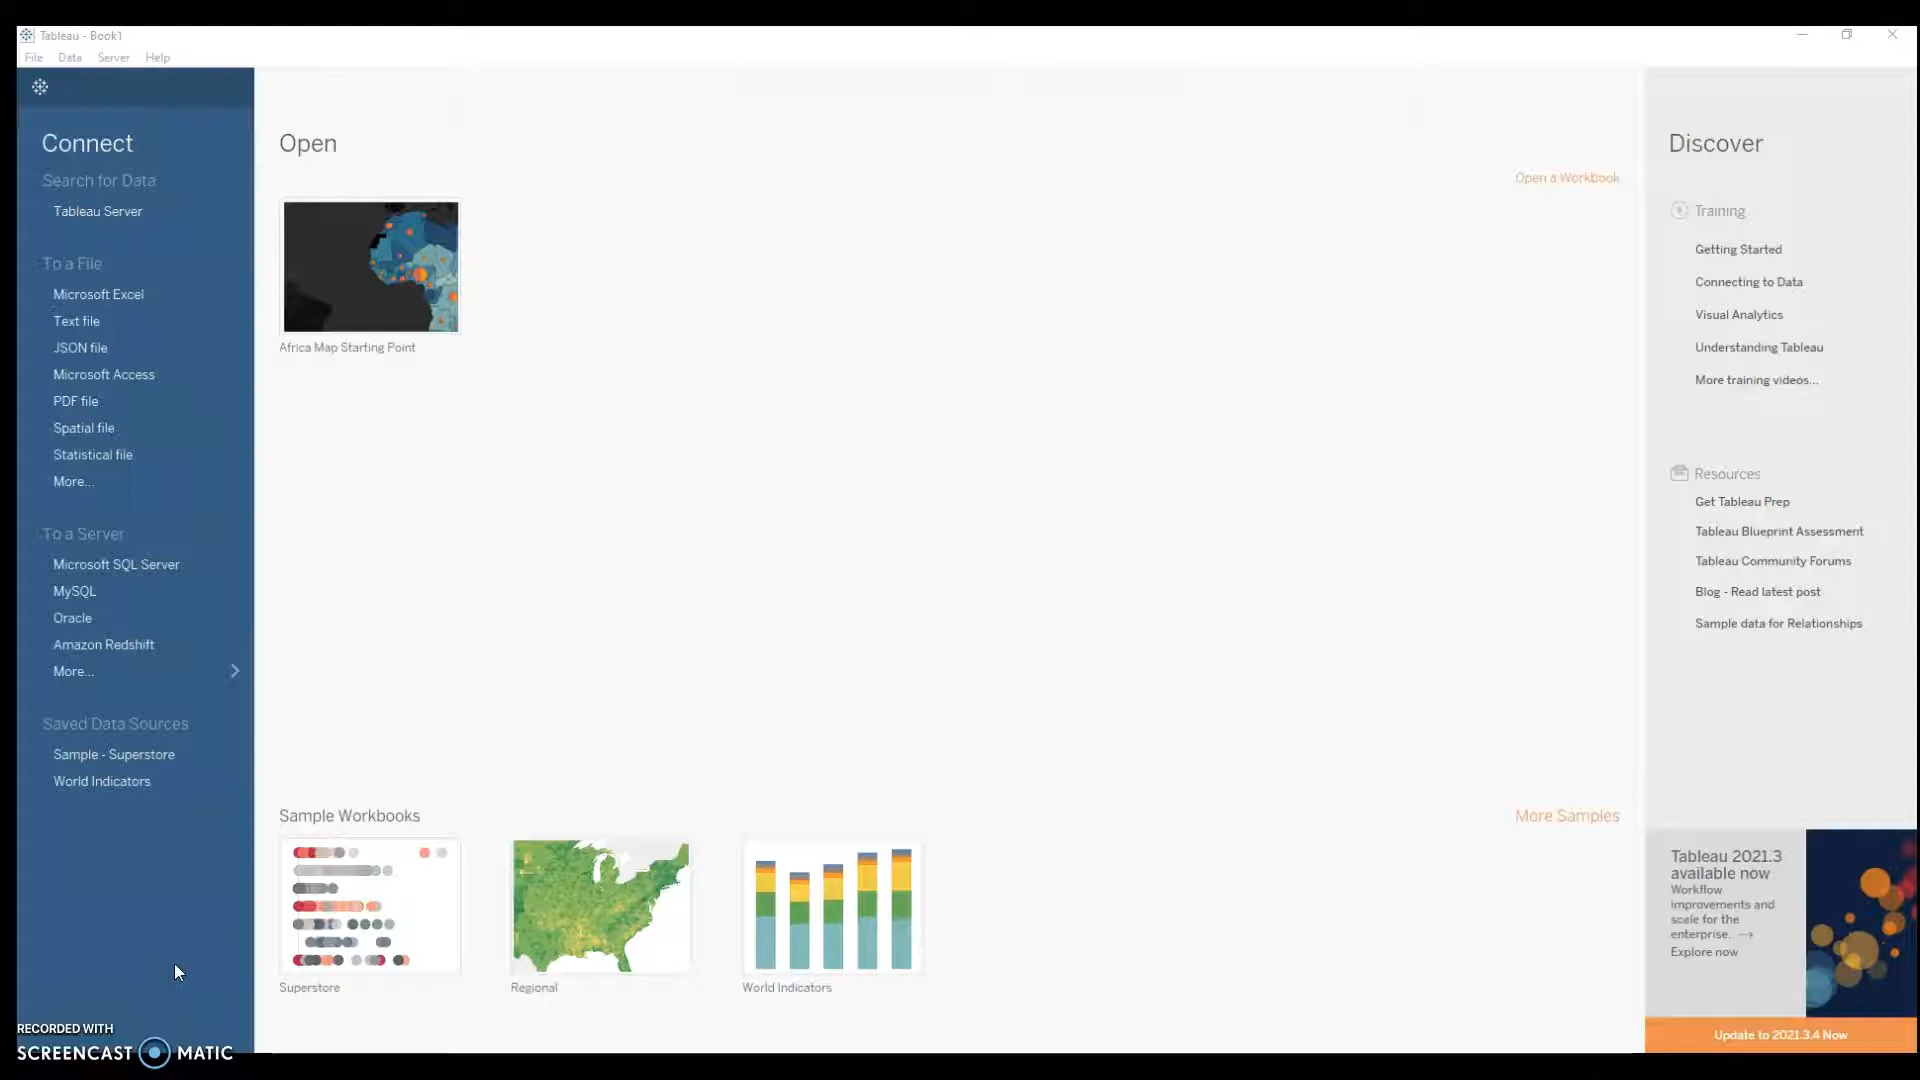 Tableau - Book1
File Data Server Help
Connect
Search for Data
Tableau Server
To a File
Microsoft Excel
Text file
JSON file
Microsoft Access
PDF file
Spatial file
Statistical file
More...
To a Server
Microsoft SQL Server
MySQL
Oracle
Amazon Redshift
More...
Saved Data Sources
Sample - Superstore
World Indicators
Open
Open a Workbook
Africa Map Starting Point
Sample Workbooks
More Samples
Superstore
Regional
World Indicators
Discover
Training
Getting Started
Connecting to Data
Visual Analytics
Understanding Tableau
More training videos...
Resources
Get Tableau Prep
Tableau Blueprint Assessment
Tableau Community Forums
Blog - Read latest post
Sample data for Relationships
Tableau 2021.3
available now
Workflow
improvements and
scale for the
enterprise. →
Explore now
Update to 2021.3.4 Now
RECORDED WITH
SCREENCAST MATIC